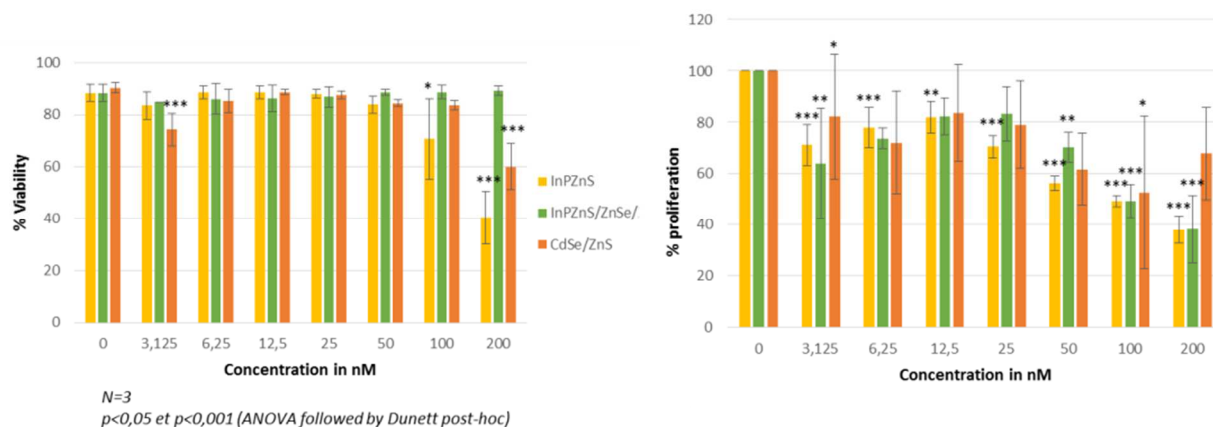 100
80
60
40
20
0
% Viability
***
*
***
***
0 3,125 6,25 12,5 25 50 100 200
Concentration in nM
InPZnS
InPZnS/ZnSe/
CdSe/ZnS
N=3
p<0,05 et p<0,001 (ANOVA followed by Dunett post-hoc)
120
100
80
60
40
20
0
% proliferation
*** ** *
***
**
***
*** **
*** *** *
*** ***
0 3,125 6,25 12,5 25 50 100 200
Concentration in nM